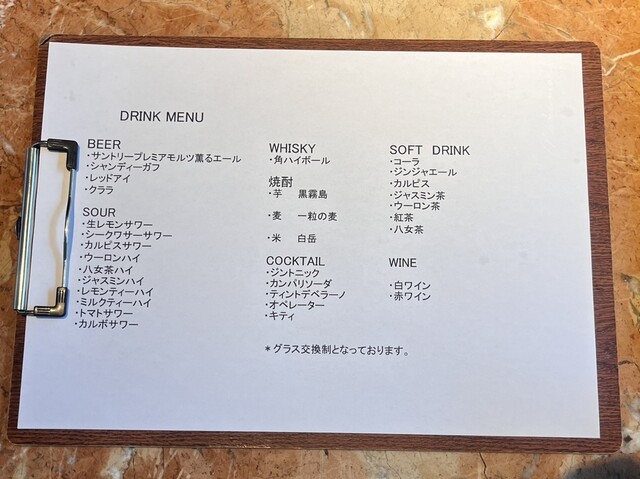 DRINK MENU
BEER
・サントリープレミアモルツ薫るエール
・シャンディーガフ
・レッドアイ
・クララ
SOUR
・生レモンサワー
・シークワサーサワー
・カルピスサワー
・ウーロンハイ
・八女茶ハイ
・ジャスミンハイ
・レモンティーハイ
・ミルクティーハイ
・トマトサワー
・カルボサワー
WHISKY
・角ハイボール
焼酎
・芋 黒霧島
・麦 一粒の麦
・米 白岳
COCKTAIL
・ジントニック
・カンパリソーダ
・ティントデベラーノ
・オペレーター
・キティ
SOFT DRINK
・コーラ
・ジンジャエール
・カルピス
・ジャスミン茶
・ウーロン茶
・紅茶
・八女茶
WINE
・白ワイン
・赤ワイン
＊グラス交換制となっております。